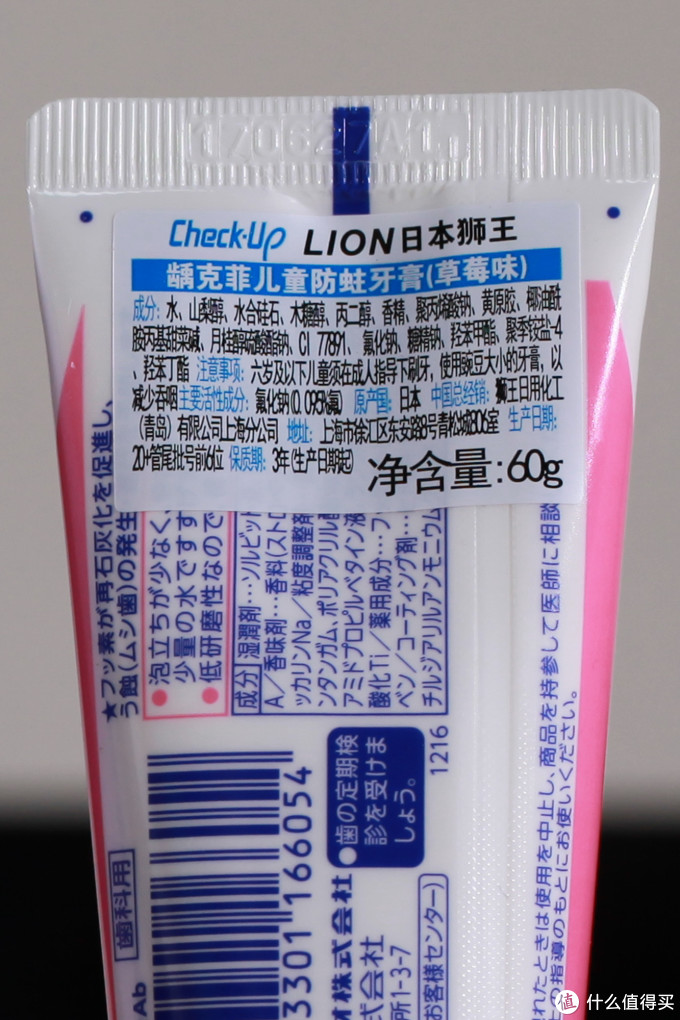 170627A1
Check-Up LION日本狮王
龋克菲儿童防蛀牙膏(草莓味)
成分：水、山梨醇、水合硅石、木糖醇、丙二醇、香精、聚丙烯酸钠、黄原胶、椰油酰
胺丙基甜菜碱、月桂醇硫酸酯钠、CI 77891、氟化钠、糖精钠、羟苯甲酯、聚季铵盐-4
、羟苯丁酯 注意事项：六岁及以下儿童须在成人指导下刷牙，使用豌豆大小的牙膏，以
减少吞咽 主要活性成分：氟化钠(0.095%氟) 原产国：日本 中国总经销：狮王日用化工
（青岛）有限公司上海分公司 地址：上海市徐汇区东安路8号青松城806室 生产日期：
20+管尾批号前6位 保质期：3年(生产日期起)
净含量：60g
★フッ素が再石灰化を促進し、
う蝕(ムシ歯)の発生
●泡立ちが少なく、
少量の水ですす
●低研磨性なので
成分 湿潤剤…ソルビット
A／香味剤…香料(ストロ
ッカリンNa／粘度調整剤
ンタンガム、ポリアクリル酸
アミドプロピルベタイン液
酸化Ti／薬用成分…フ
ベン／コーティング剤…
チルジアリルアンモニウム
1216
●歯の定期検
診を受けま
しょう。
歯科用
3301166054
Ab
株式会社
式会社
所1-3-7
お客様センター)
れたときは使用を中止し、商品を持参して医師に相談
の指導のもとにお使いください。
值 什么值得买